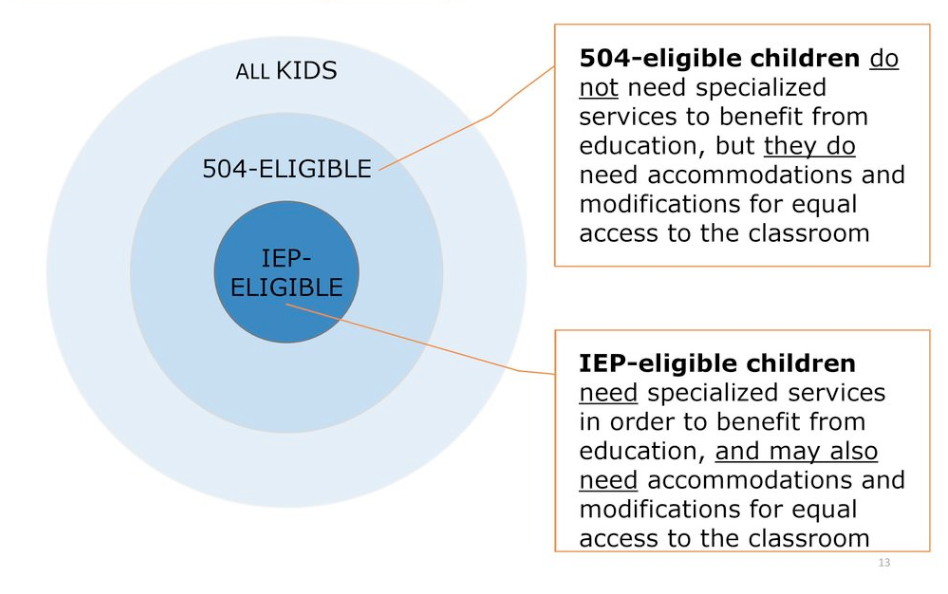 ALL KIDS
504-ELIGIBLE
IEP-
ELIGIBLE
504-eligible children do
not need specialized
services to benefit from
education, but they do
need accommodations and
modifications for equal
access to the classroom
IEP-eligible children
need specialized services
in order to benefit from
education, and may also
need accommodations and
modifications for equal
access to the classroom
13